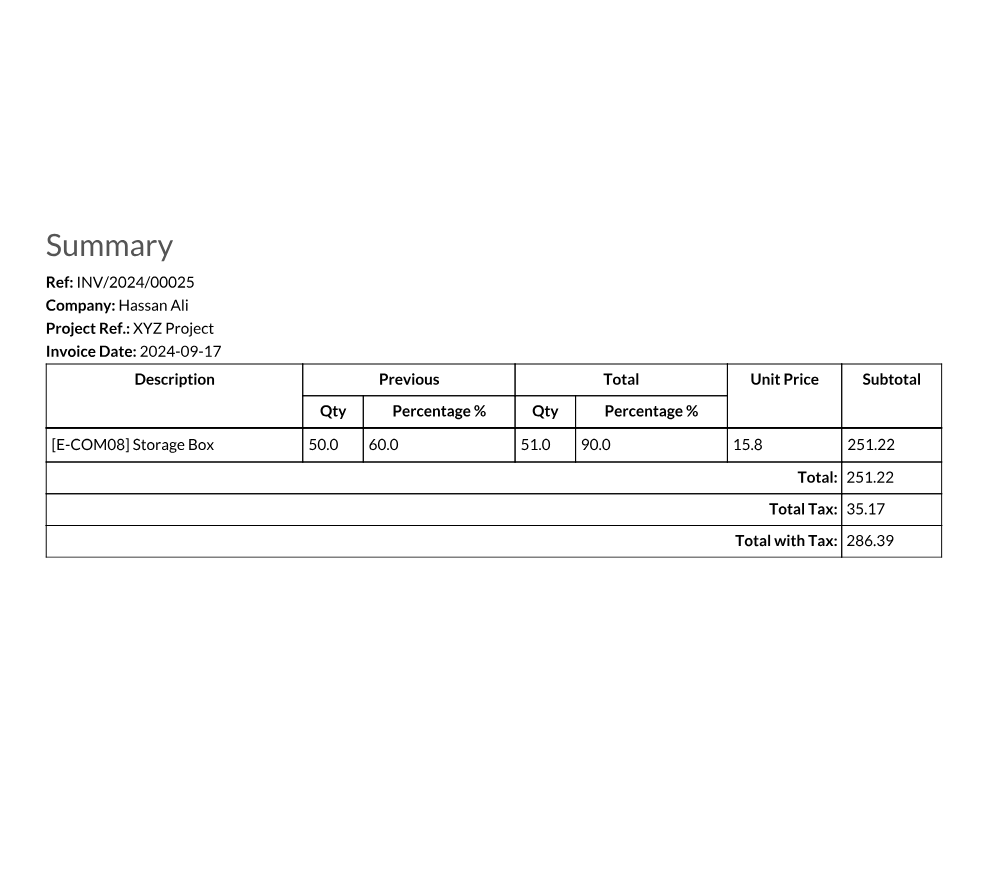 Summary
Ref: INV/2024/00025
Company: Hassan Ali
Project Ref.: XYZ Project
Invoice Date: 2024-09-17
Description Previous Total Unit Price Subtotal
Qty Percentage % Qty Percentage %
[E-COM08] Storage Box 50.0 60.0 51.0 90.0 15.8 251.22
Total: 251.22
Total Tax: 35.17
Total with Tax: 286.39